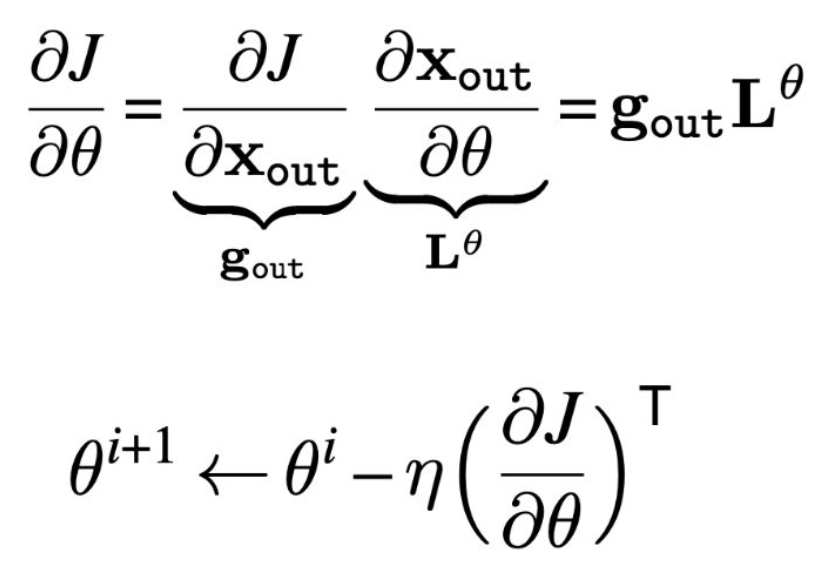 ∂J/∂θ = ∂J/∂𝐱_out ∂𝐱_out/∂θ = 𝐠_out 𝐋^θ
𝐠_out 𝐋^θ
θ^{i+1} ← θ^i − η(∂J/∂θ)^T